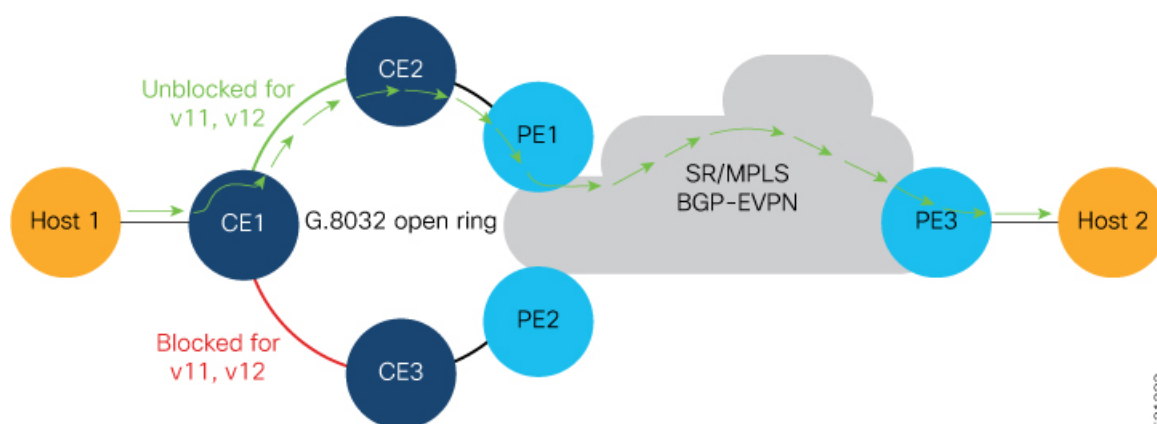 CE2
Unblocked for
v11, v12
PE1
SR/MPLS
BGP-EVPN
Host 1
CE1
G.8032 open ring
PE3
Host 2
PE2
Blocked for
v11, v12
CE3